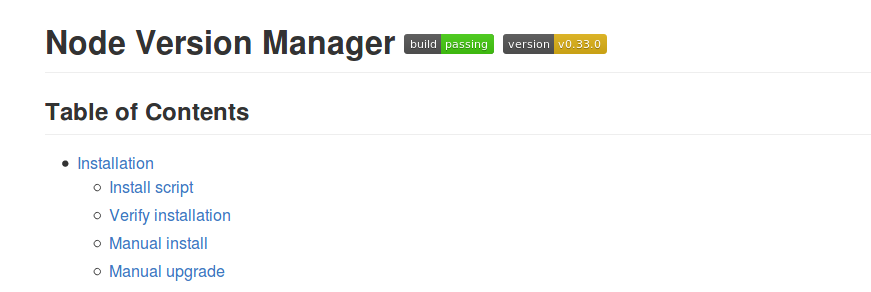 Node Version Manager build passing version v0.33.0
Table of Contents
Installation
Install script
Verify installation
Manual install
Manual upgrade